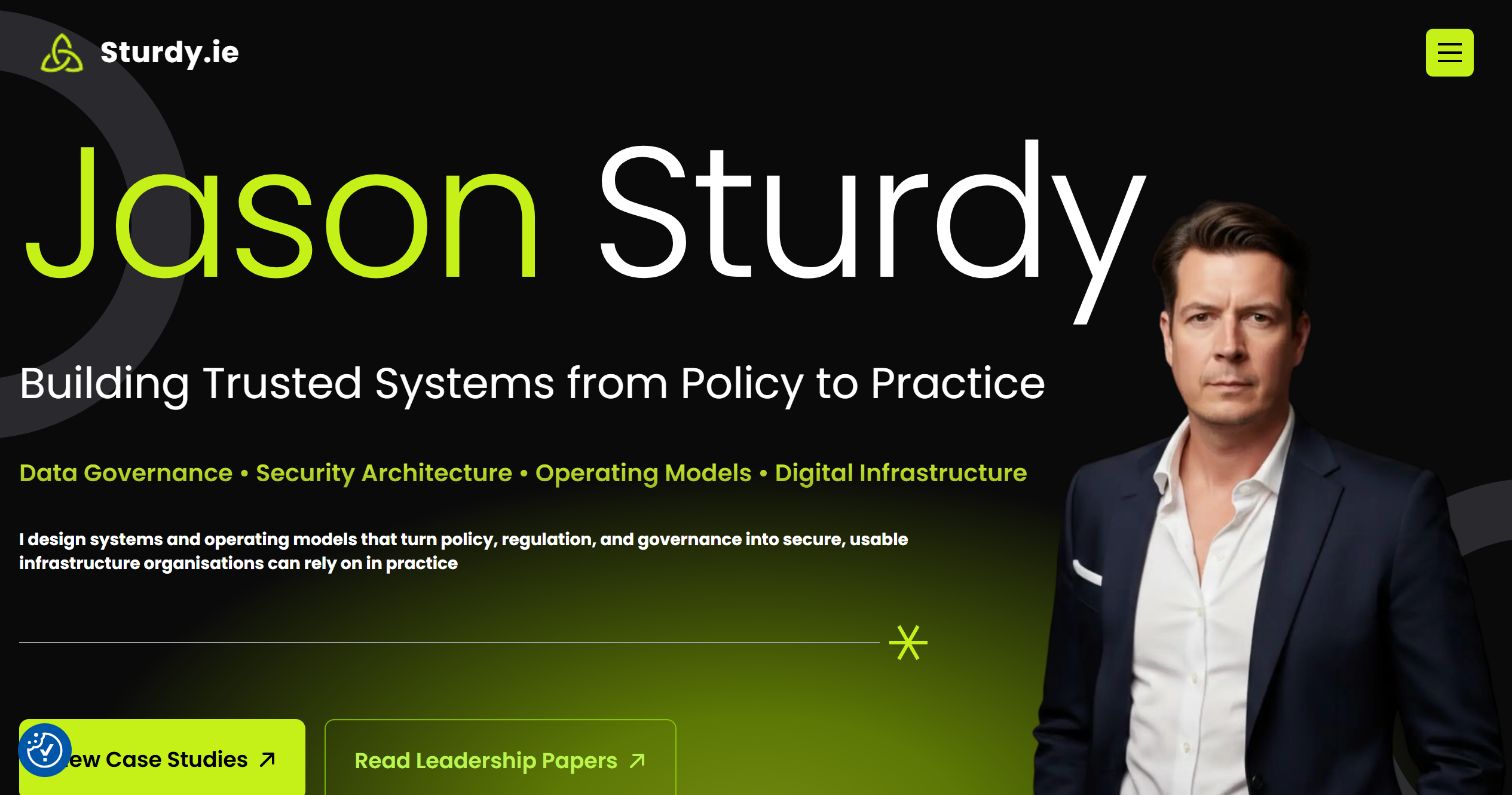 Sturdy.ie
Jason Sturdy
Building Trusted Systems from Policy to Practice
Data Governance • Security Architecture • Operating Models • Digital Infrastructure
I design systems and operating models that turn policy, regulation, and governance into secure, usable
infrastructure organisations can rely on in practice
Case Studies
Read Leadership Papers